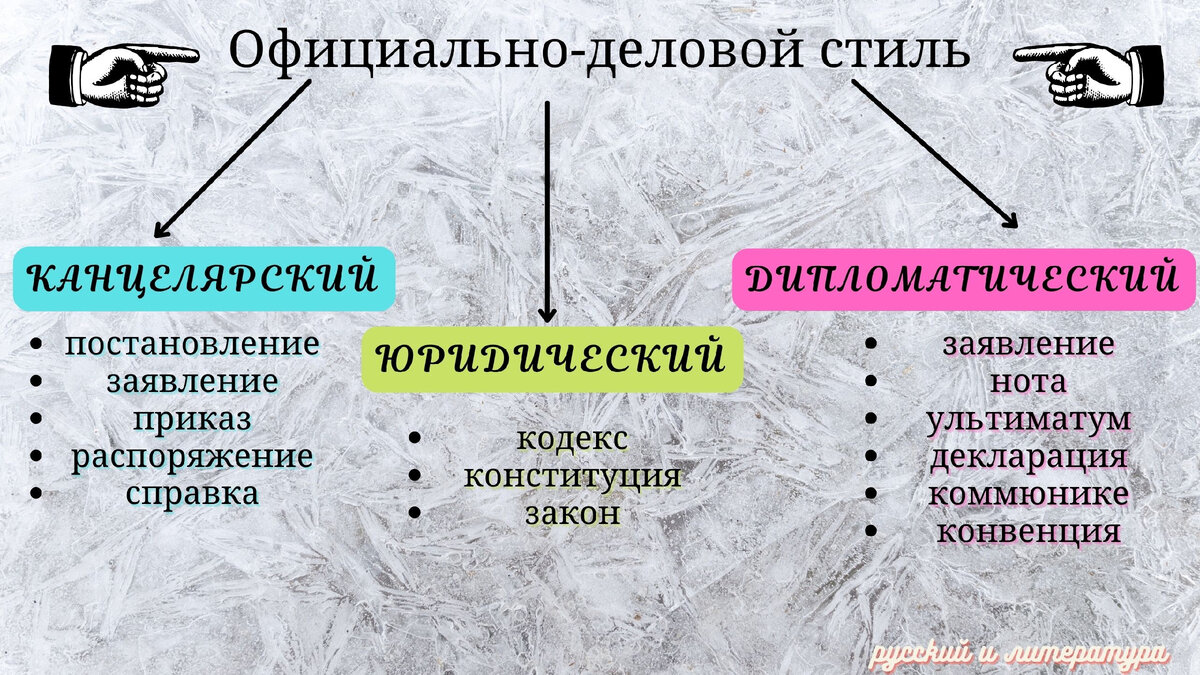 Официально-деловой стиль
КАНЦЕЛЯРСКИЙ
постановление
заявление
приказ
распоряжение
справка
ЮРИДИЧЕСКИЙ
кодекс
конституция
закон
ДИПЛОМАТИЧЕСКИЙ
заявление
нота
ультиматум
декларация
коммюнике
конвенция
русский и литература